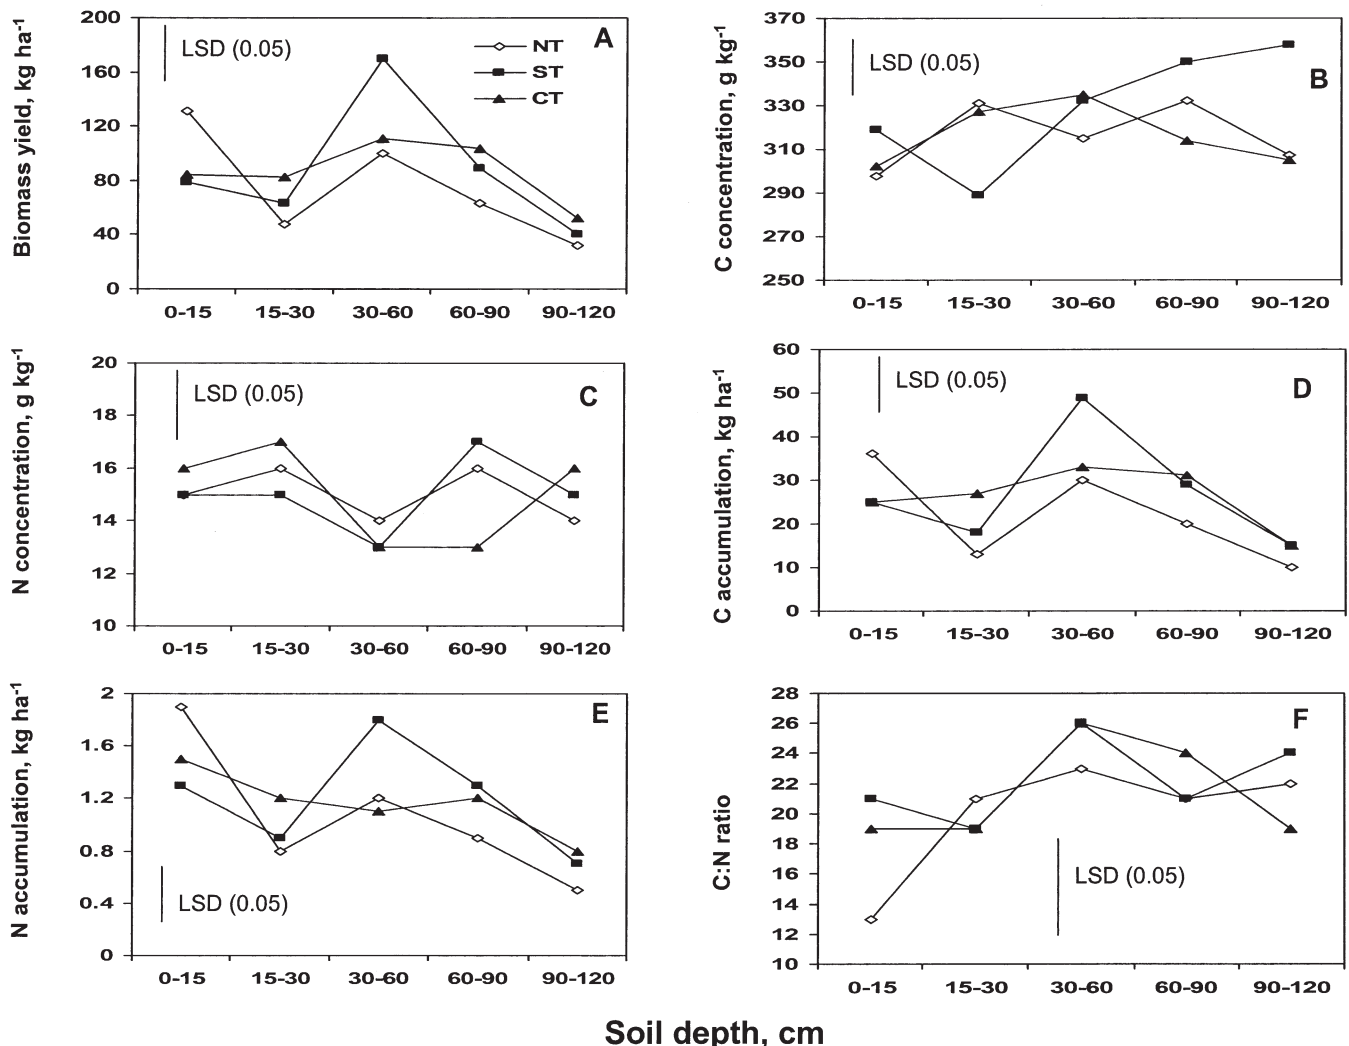 Biomass yield, kg ha-1
200
160
120
80
40
0
LSD (0.05)
NT
ST
CT
A
0-15 15-30 30-60 60-90 90-120
C concentration, g kg-1
370
350
330
310
290
270
250
LSD (0.05)
B
0-15 15-30 30-60 60-90 90-120
N concentration, g kg-1
20
18
16
14
12
10
LSD (0.05)
C
0-15 15-30 30-60 60-90 90-120
C accumulation, kg ha-1
60
50
40
30
20
10
0
LSD (0.05)
D
0-15 15-30 30-60 60-90 90-120
N accumulation, kg ha-1
2
1.6
1.2
0.8
0.4
0
LSD (0.05)
E
0-15 15-30 30-60 60-90 90-120
C:N ratio
28
26
24
22
20
18
16
14
12
10
LSD (0.05)
F
0-15 15-30 30-60 60-90 90-120
Soil depth, cm